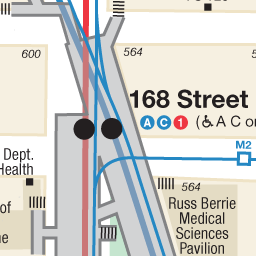 600
564
168 Street
A C 1 (♿ A C o
M2
Dept.
Health
of
564
Russ Berrie
Medical
Sciences
Pavilion